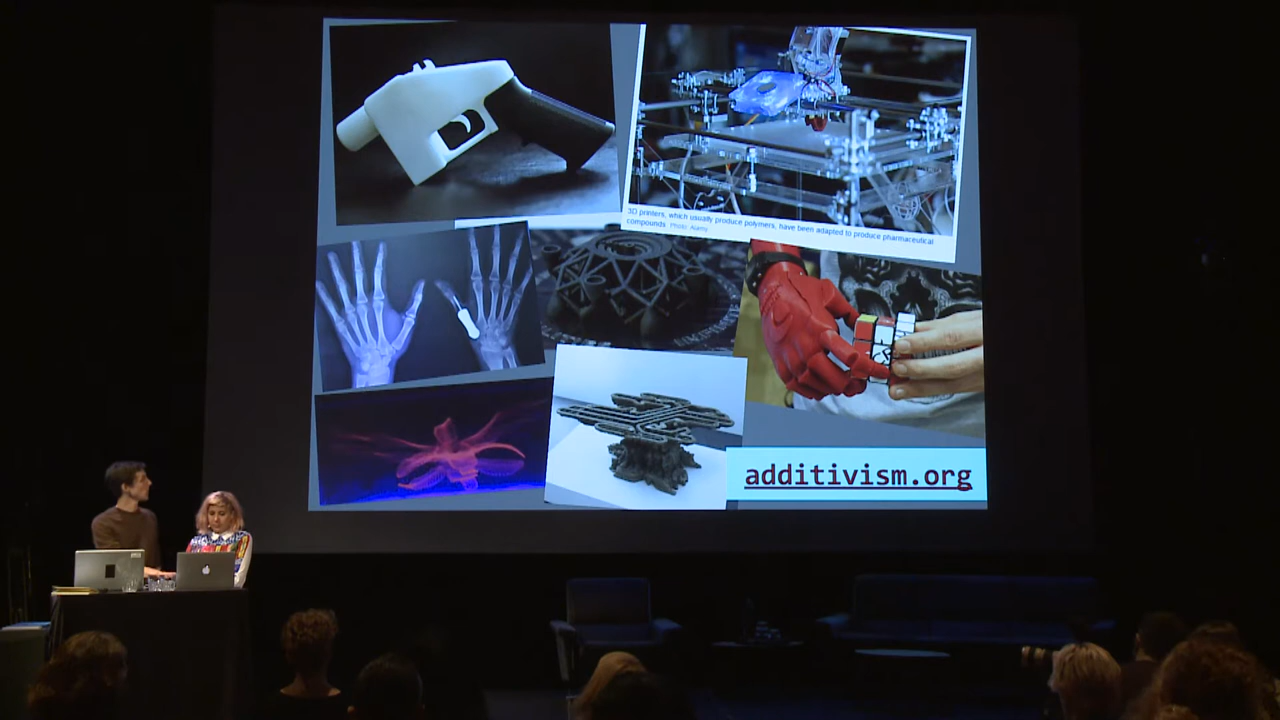 3D printers, which usually produce polymers, have been adapted to produce pharmaceutical
compounds Photo: Alamy
additivism.org